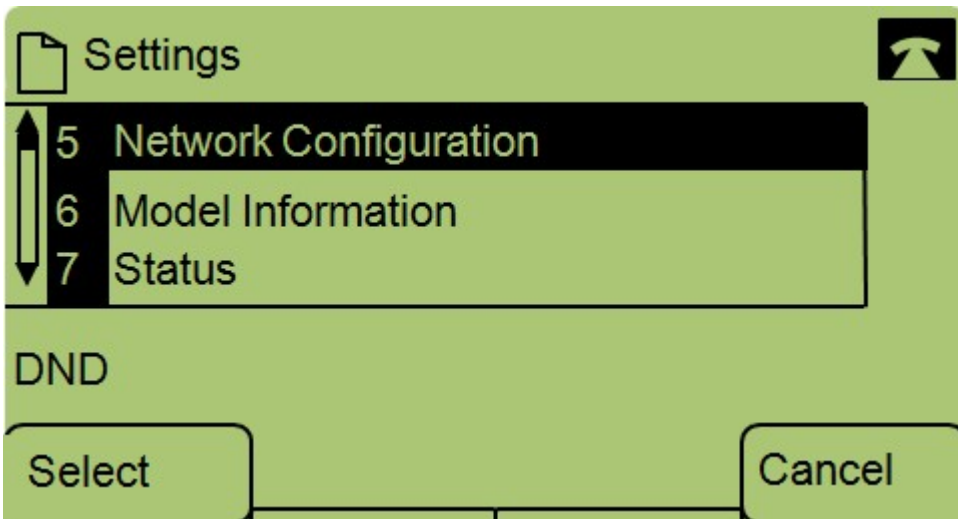 Settings
5 Network Configuration
6 Model Information
7 Status
DND
Select Cancel